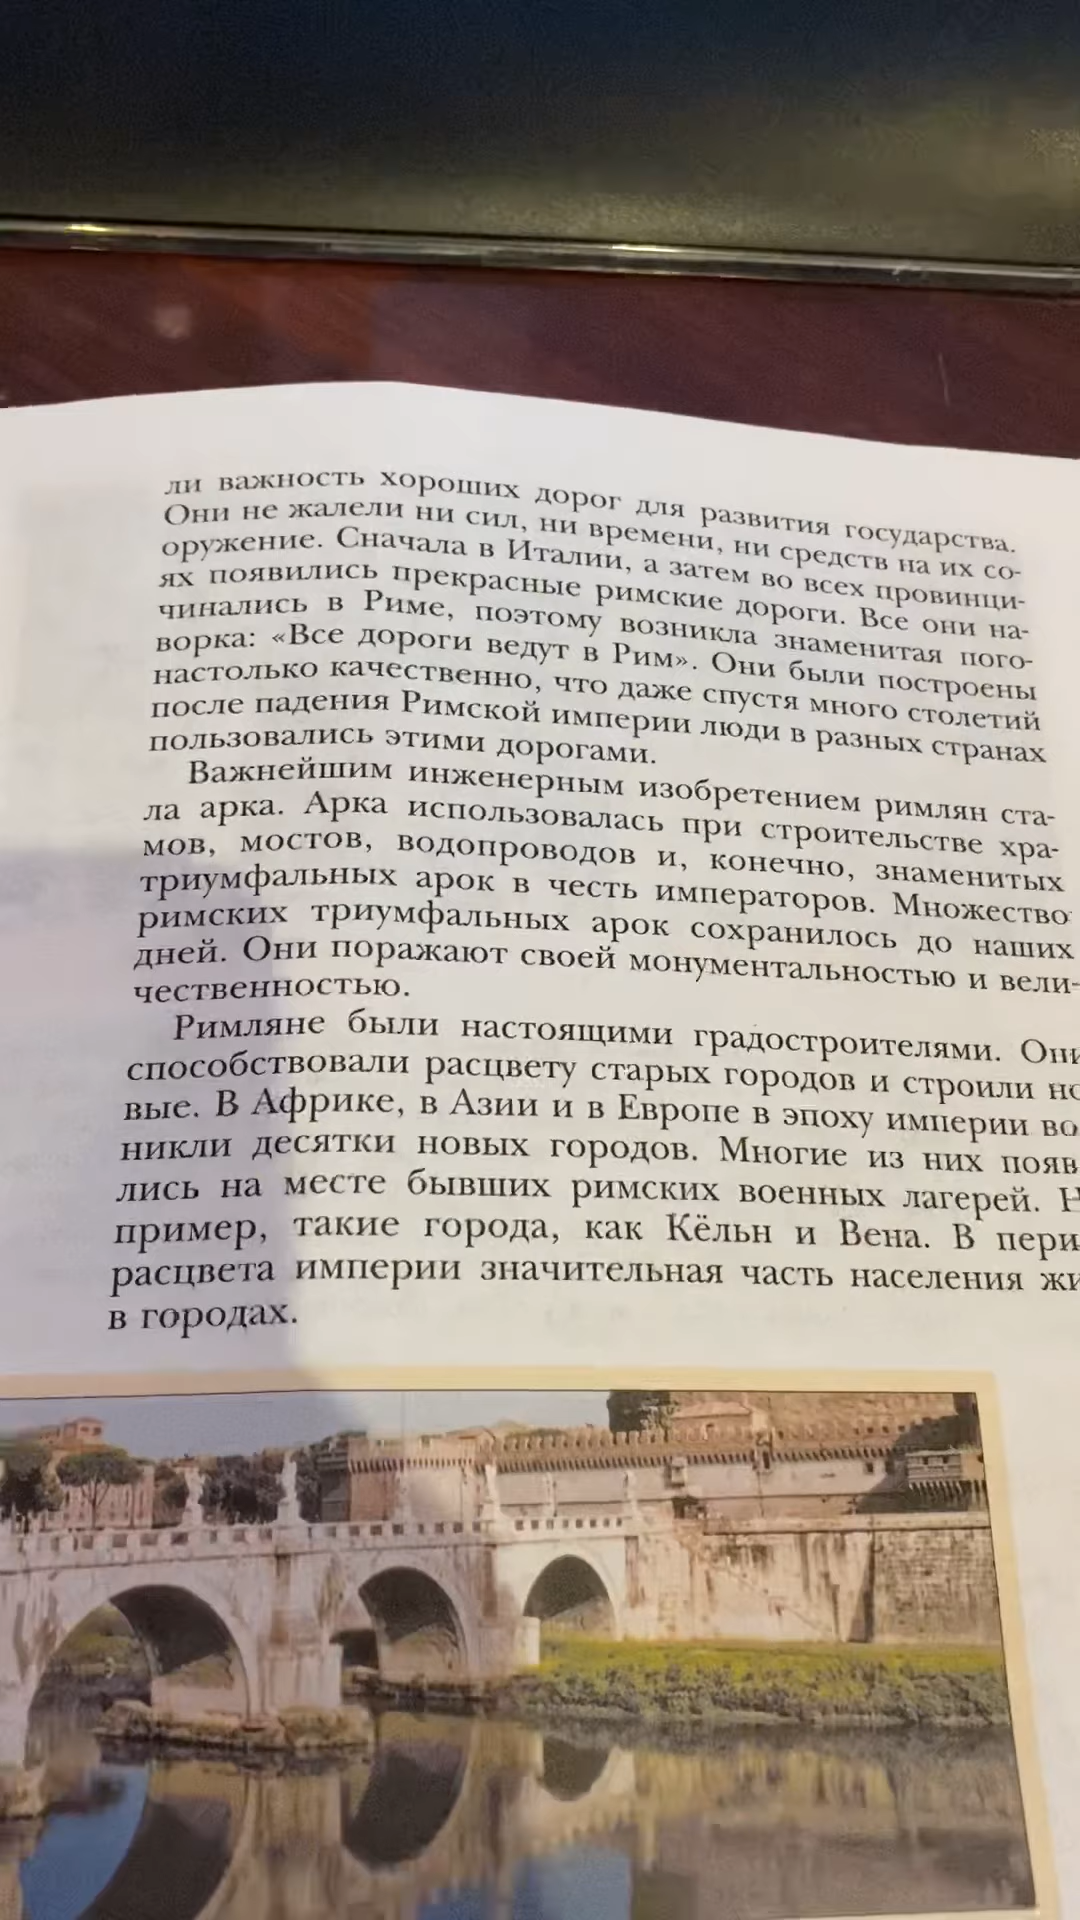 ли важность хороших дорог для развития государства.
Они не жалели ни сил, ни времени, ни средств на их со-
оружение. Сначала в Италии, а затем во всех провинци-
ях появились прекрасные римские дороги. Все они на-
чинались в Риме, поэтому возникла знаменитая пого-
ворка: «Все дороги ведут в Рим». Они были построены
настолько качественно, что даже спустя много столетий
после падения Римской империи люди в разных странах
пользовались этими дорогами.
Важнейшим инженерным изобретением римлян ста-
ла арка. Арка использовалась при строительстве хра-
мов, мостов, водопроводов и, конечно, знаменитых
триумфальных арок в честь императоров. Множество
римских триумфальных арок сохранилось до наших
дней. Они поражают своей монументальностью и вели-
чественностью.
Римляне были настоящими градостроителями. Они
способствовали расцвету старых городов и строили но
вые. В Африке, в Азии и в Европе в эпоху империи во
никли десятки новых городов. Многие из них появ
лись на месте бывших римских военных лагерей. Н
пример, такие города, как Кёльн и Вена. В пери
расцвета империи значительная часть населения жи
в городах.